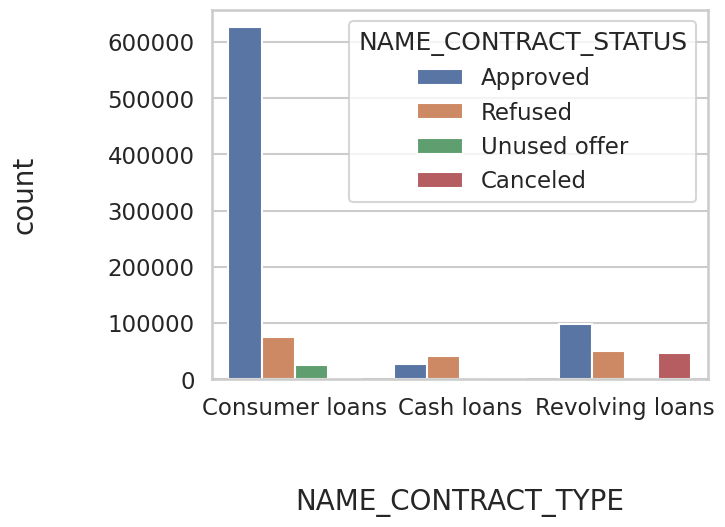 count
600000
500000
400000
300000
200000
100000
0
NAME_CONTRACT_STATUS
Approved
Refused
Unused offer
Canceled
Consumer loans Cash loans Revolving loans
NAME_CONTRACT_TYPE